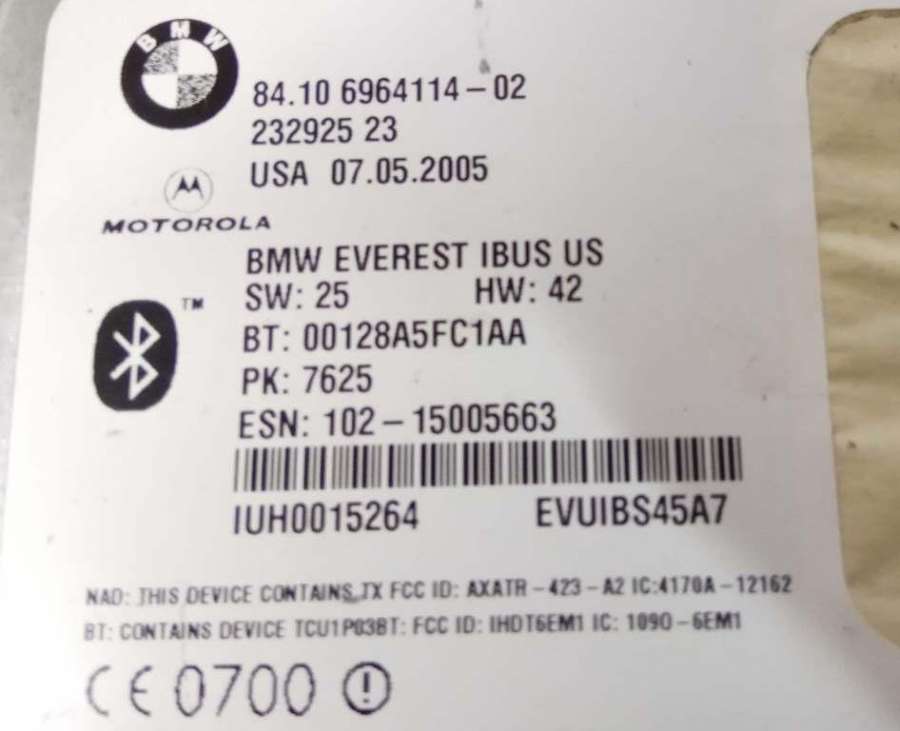 BMW
84.10 6964114-02
232925 23
USA 07.05.2005
MOTOROLA
BMW EVEREST IBUS US
SW: 25 HW: 42
TM
BT: 00128A5FC1AA
PK: 7625
ESN: 102-15005663
IUH0015264 EVUIBS45A7
NAD: THIS DEVICE CONTAINS TX FCC ID: AXATR-423-A2 IC:4170A-12162
BT: CONTAINS DEVICE TCU1P03BT: FCC ID: IHDT6EM1 IC: 1090-6EM1
CE 0700 !